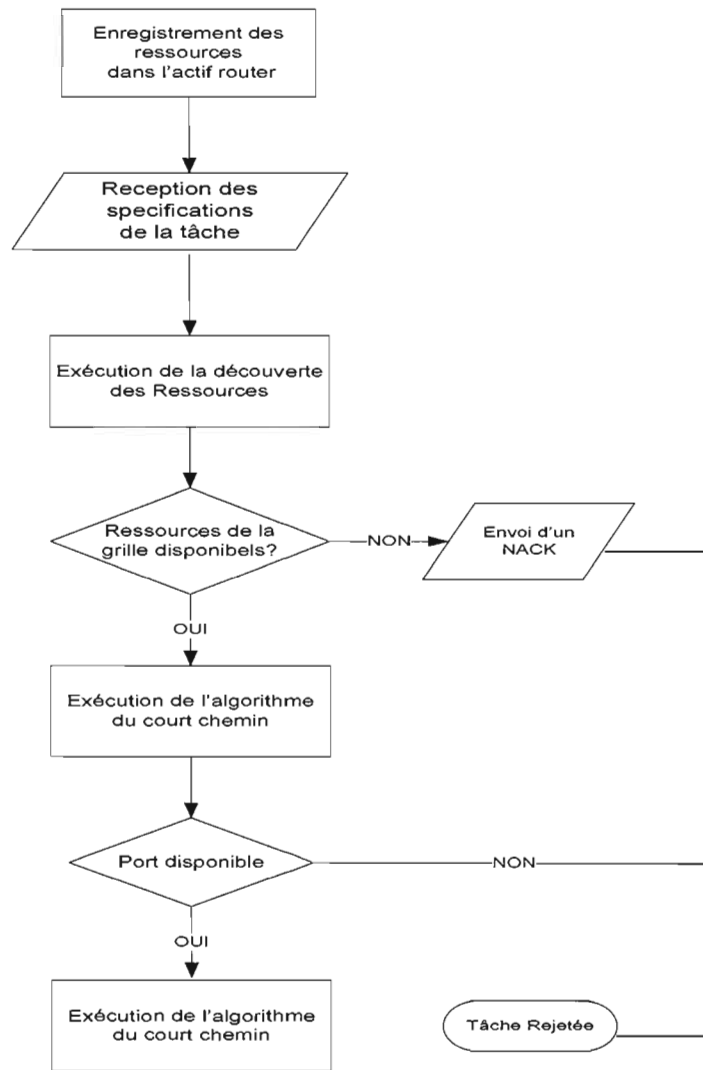 Enregistrement des
ressources
dans l'actif router
Reception des
specifications
de la tâche
Exécution de la découverte
des Ressources
Ressources de la
grille disponibels?
NON
Envoi d'un
NACK
OUI
Exécution de l'algorithme
du court chemin
Port disponible
NON
OUI
Exécution de l'algorithme
du court chemin
Tâche Rejetée